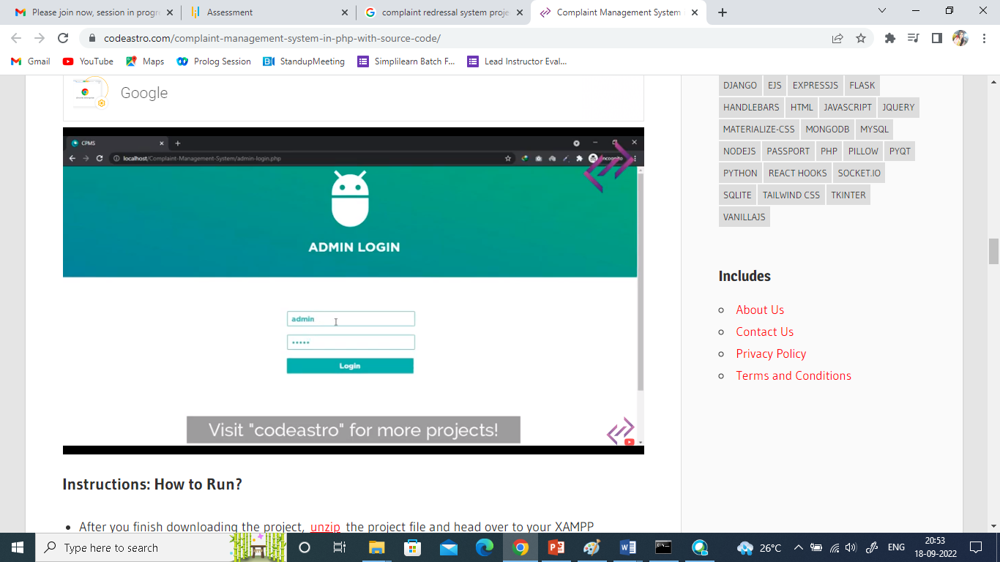 Please join now, session in progr
Assessment
complaint redressal system proje
Complaint Management System
codeastro.com/complaint-management-system-in-php-with-source-code/
Gmail
YouTube
Maps
Prolog Session
StandupMeeting
Simplilearn Batch F...
Lead Instructor Eval...
Google
CPMS
localhost/Complaint-Management-System/admin-login.php
Incognito
ADMIN LOGIN
admin
•••••
Login
Visit "codeastro" for more projects!
Instructions: How to Run?
After you finish downloading the project, unzip the project file and head over to your XAMPP
DJANGO EJS EXPRESSJS FLASK
HANDLEBARS HTML JAVASCRIPT JQUERY
MATERIALIZE-CSS MONGODB MYSQL
NODEJS PASSPORT PHP PILLOW PYQT
PYTHON REACT HOOKS SOCKET.IO
SQLITE TAILWIND CSS TKINTER
VANILLAJS
Includes
About Us
Contact Us
Privacy Policy
Terms and Conditions
Type here to search
26°C
ENG
20:53
18-09-2022